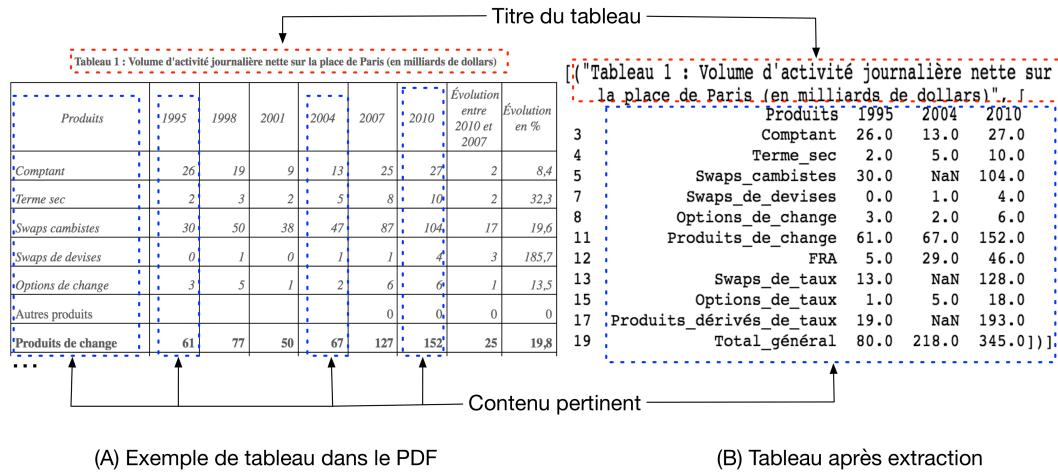 Titre du tableau
Tableau 1 : Volume d'activité journalière nette sur la place de Paris (en milliards de dollars)
Produits 1995 1998 2001 2004 2007 2010 Évolution entre 2010 et 2007 Évolution en %
Comptant 26 19 9 13 25 27 2 8,4
Terme sec 2 3 2 5 8 10 2 32,3
Swaps cambistes 30 50 38 47 87 104 17 19,6
Swaps de devises 0 1 0 1 1 4 3 185,7
Options de change 3 5 1 2 6 6 1 13,5
Autres produits 0 0 0 0
Produits de change 61 77 50 67 127 152 25 19,8
...
[("Tableau 1 : Volume d'activité journalière nette sur
la place de Paris (en milliards de dollars)", [
Produits 1995 2004 2010
3 Comptant 26.0 13.0 27.0
4 Terme_sec 2.0 5.0 10.0
5 Swaps_cambistes 30.0 NaN 104.0
7 Swaps_de_devises 0.0 1.0 4.0
8 Options_de_change 3.0 2.0 6.0
11 Produits_de_change 61.0 67.0 152.0
12 FRA 5.0 29.0 46.0
13 Swaps_de_taux 13.0 NaN 128.0
15 Options_de_taux 1.0 5.0 18.0
17 Produits_dérivés_de_taux 19.0 NaN 193.0
19 Total_général 80.0 218.0 345.0])]
Contenu pertinent
(A) Exemple de tableau dans le PDF
(B) Tableau après extraction